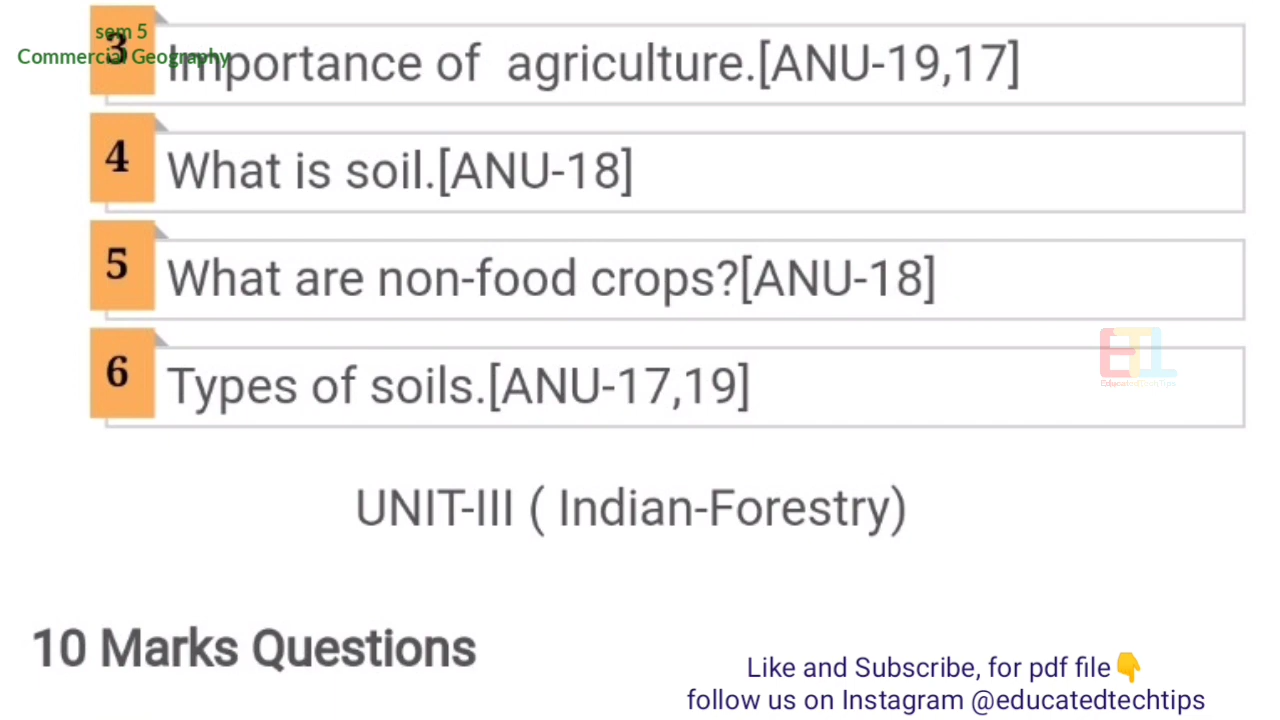 sem 5
Commercial Geography
3 Importance of agriculture.[ANU-19,17]
4 What is soil.[ANU-18]
5 What are non-food crops?[ANU-18]
6 Types of soils.[ANU-17,19]
ETL
EducatedTechTips
UNIT-III ( Indian-Forestry)
10 Marks Questions
Like and Subscribe, for pdf file👇
follow us on Instagram @educatedtechtips